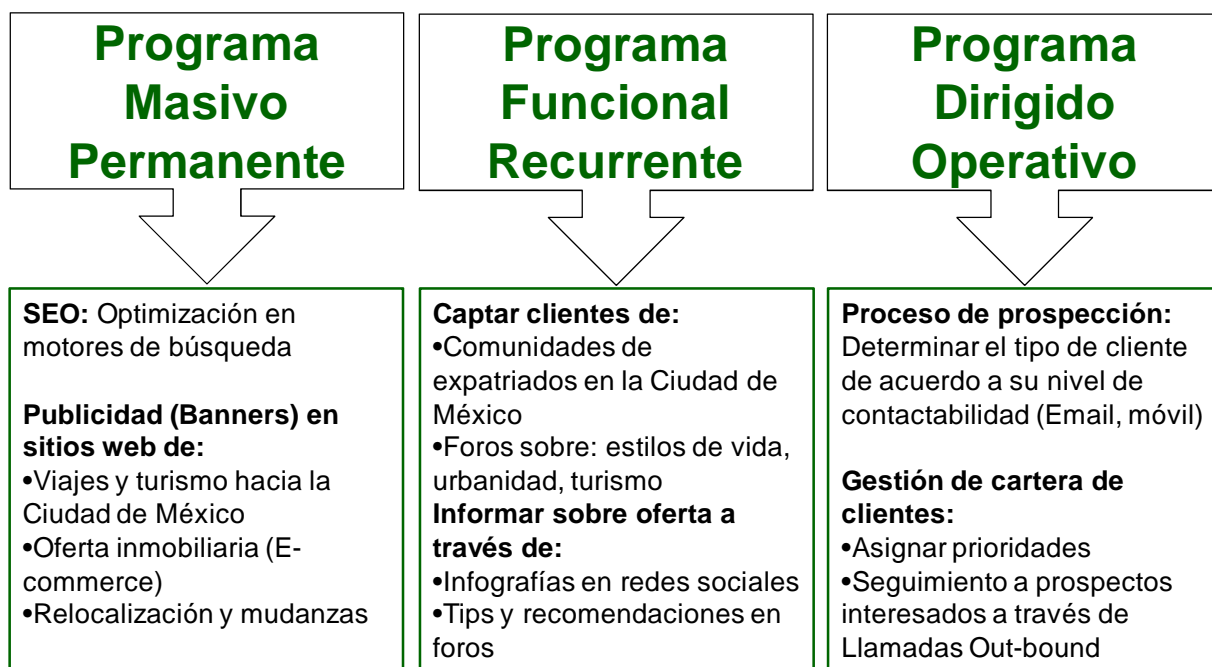 Programa
Masivo
Permanente
SEO: Optimización en
motores de búsqueda
Publicidad (Banners) en
sitios web de:
•Viajes y turismo hacia la
Ciudad de México
•Oferta inmobiliaria (E-
commerce)
•Relocalización y mudanzas
Programa
Funcional
Recurrente
Captar clientes de:
•Comunidades de
expatriados en la Ciudad de
México
•Foros sobre: estilos de vida,
urbanidad, turismo
Informar sobre oferta a
través de:
•Infografías en redes sociales
•Tips y recomendaciones en
foros
Programa
Dirigido
Operativo
Proceso de prospección:
Determinar el tipo de cliente
de acuerdo a su nivel de
contactabilidad (Email, móvil)
Gestión de cartera de
clientes:
•Asignar prioridades
•Seguimiento a prospectos
interesados a través de
Llamadas Out-bound